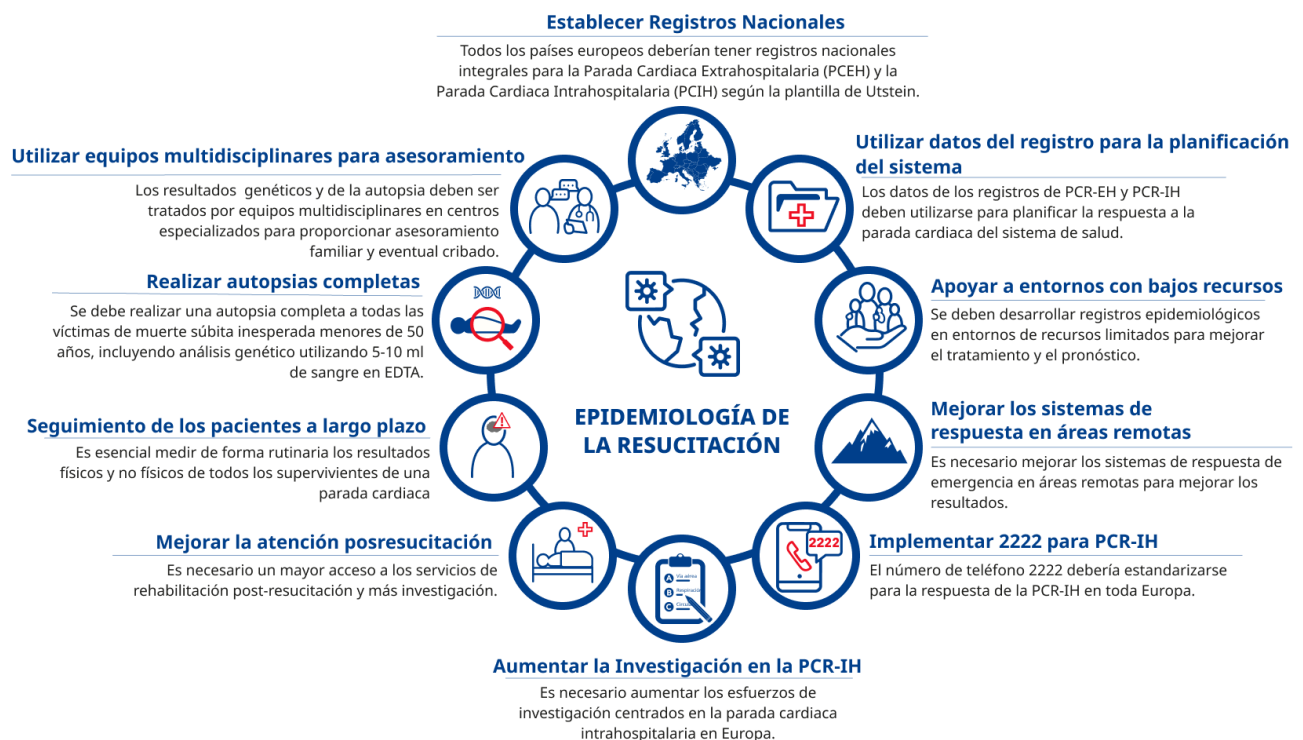 Establecer Registros Nacionales
Todos los países europeos deberían tener registros nacionales
integrales para la Parada Cardiaca Extrahospitalaria (PCEH) y la
Parada Cardiaca Intrahospitalaria (PCIH) según la plantilla de Utstein.
Utilizar datos del registro para la planificación
del sistema
Los datos de los registros de PCR-EH y PCR-IH
deben utilizarse para planificar la respuesta a la
parada cardiaca del sistema de salud.
Apoyar a entornos con bajos recursos
Se deben desarrollar registros epidemiológicos
en entornos de recursos limitados para mejorar
el tratamiento y el pronóstico.
Mejorar los sistemas de
respuesta en áreas remotas
Es necesario mejorar los sistemas de respuesta de
emergencia en áreas remotas para mejorar los
resultados.
2222
Implementar 2222 para PCR-IH
El número de teléfono 2222 debería estandarizarse
para la respuesta de la PCR-IH en toda Europa.
A Vía aérea
B Respiración
C
Aumentar la Investigación en la PCR-IH
Es necesario aumentar los esfuerzos de
investigación centrados en la parada cardiaca
intrahospitalaria en Europa.
Mejorar la atención posresucitación
Es necesario un mayor acceso a los servicios de
rehabilitación post-resucitación y más investigación.
Seguimiento de los pacientes a largo plazo
Es esencial medir de forma rutinaria los resultados
físicos y no físicos de todos los supervivientes de una
parada cardiaca
Realizar autopsias completas
Se debe realizar una autopsia completa a todas las
víctimas de muerte súbita inesperada menores de 50
años, incluyendo análisis genético utilizando 5-10 ml
de sangre en EDTA.
Utilizar equipos multidisciplinares para asesoramiento
Los resultados genéticos y de la autopsia deben ser
tratados por equipos multidisciplinares en centros
especializados para proporcionar asesoramiento
familiar y eventual cribado.
EPIDEMIOLOGÍA DE
LA RESUCITACIÓN